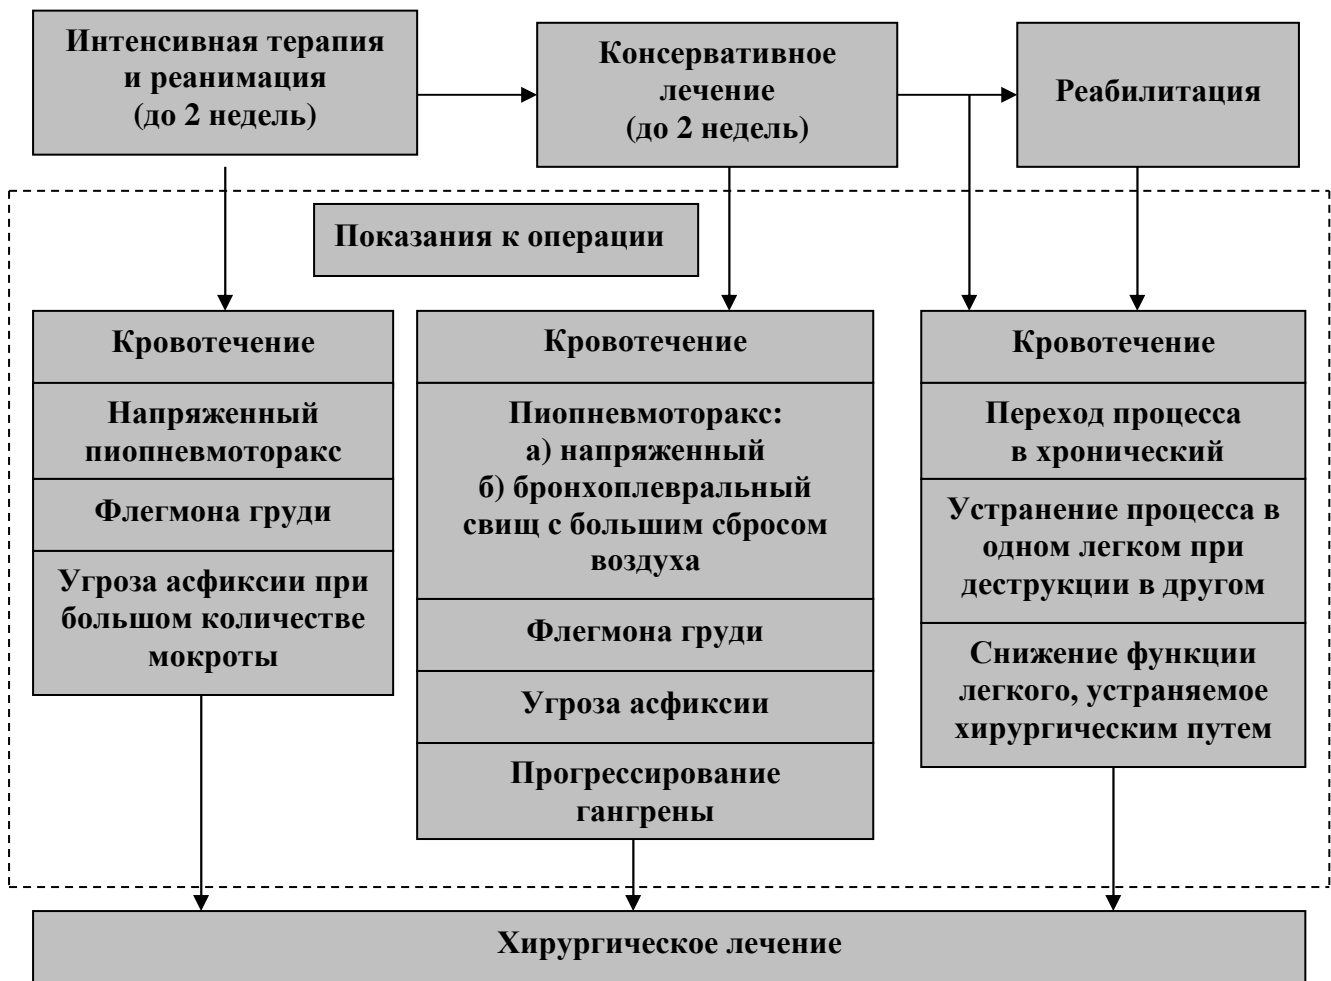 Интенсивная терапия
и реанимация
(до 2 недель)
Консервативное
лечение
(до 2 недель)
Реабилитация
Показания к операции
Кровотечение
Напряженный
пиопневмоторакс
Флегмона груди
Угроза асфиксии при
большом количестве
мокроты
Кровотечение
Пиопневмоторакс:
а) напряженный
б) бронхоплевральный
свищ с большим сбросом
воздуха
Флегмона груди
Угроза асфиксии
Прогрессирование
гангрены
Кровотечение
Переход процесса
в хронический
Устранение процесса в
одном легком при
деструкции в другом
Снижение функции
легкого, устраняемое
хирургическим путем
Хирургическое лечение